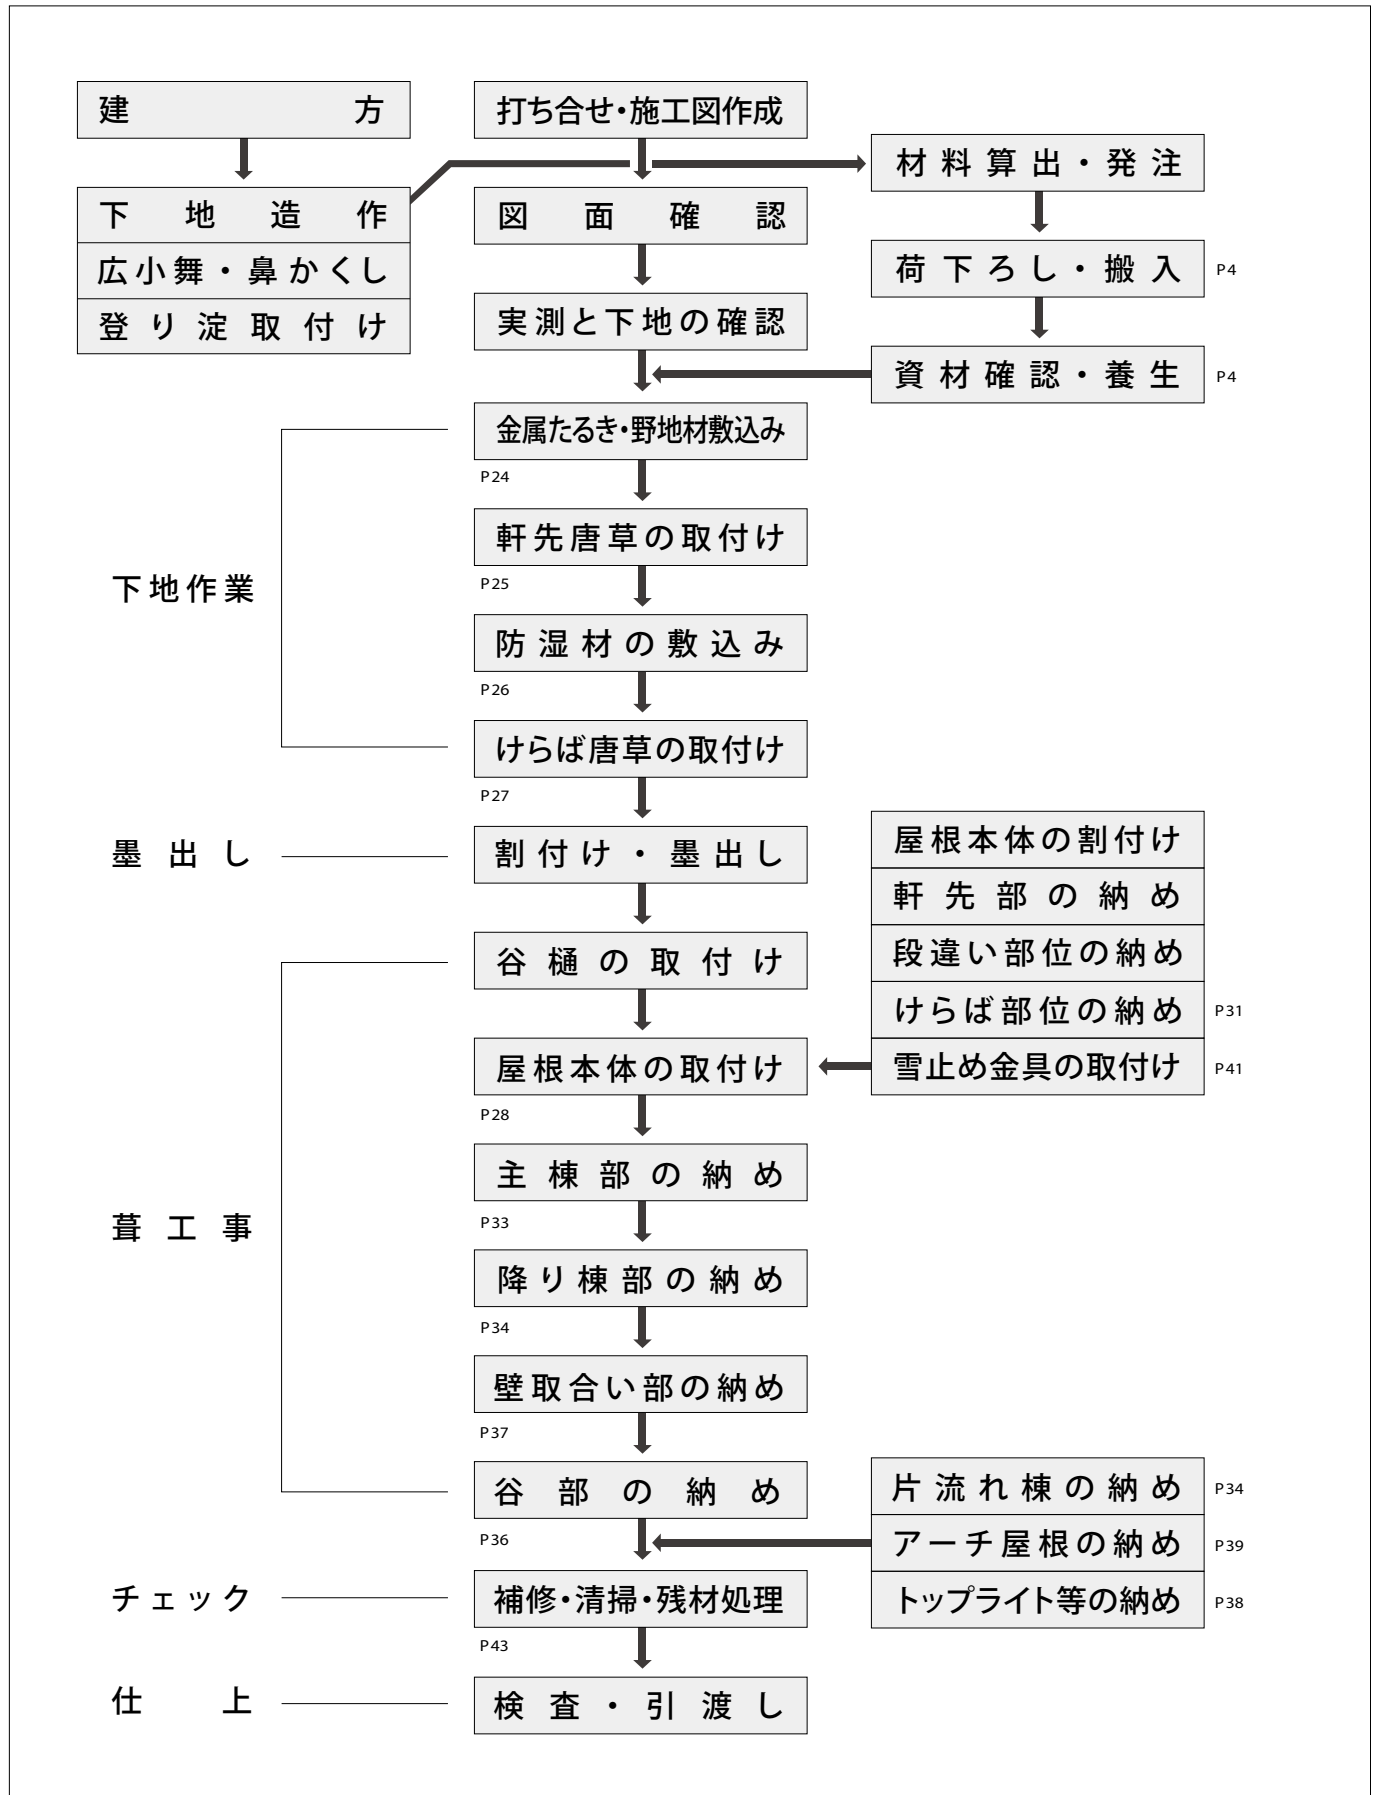 建方
下地造作
広小舞・鼻かくし
登り淀取付け
打ち合せ・施工図作成
図面確認
実測と下地の確認
材料算出・発注
荷下ろし・搬入
P4
資材確認・養生
P4
下地作業
金属たるき・野地材敷込み
P24
軒先唐草の取付け
P25
防湿材の敷込み
P26
けらば唐草の取付け
P27
墨出し
割付け・墨出し
葺工事
谷樋の取付け
屋根本体の取付け
P28
屋根本体の割付け
軒先部の納め
段違い部位の納め
けらば部位の納め
P31
雪止め金具の取付け
P41
主棟部の納め
P33
降り棟部の納め
P34
壁取合い部の納め
P37
谷部の納め
P36
片流れ棟の納め
P34
アーチ屋根の納め
P39
トップライト等の納め
P38
チェック
補修・清掃・残材処理
P43
仕上
検査・引渡し